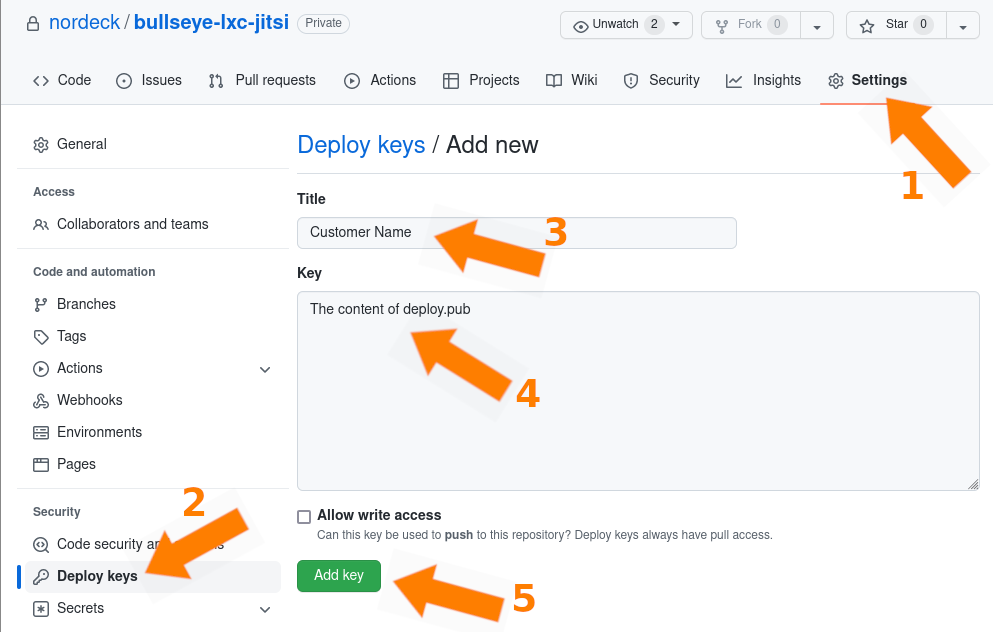 nordeck / bullseye-lxc-jitsi Private Unwatch 2 Fork 0 Star 0
Code Issues Pull requests Actions Projects Wiki Security Insights Settings
1
General
Access
Collaborators and teams
Code and automation
Branches
Tags
Actions
Webhooks
Environments
Pages
Security
2
Code security
Deploy keys
Secrets
Deploy keys / Add new
Title
Customer Name
3
Key
The content of deploy.pub
4
Allow write access
Can this key be used to push to this repository? Deploy keys always have pull access.
Add key
5